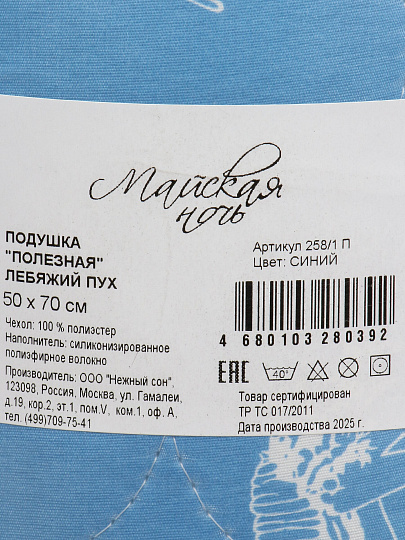 Майская
ночь
ПОДУШКА
"ПОЛЕЗНАЯ"
ЛЕБЯЖИЙ ПУХ
50 х 70 см
Чехол: 100 % полиэстер
Наполнитель: силиконизированное
полиэфирное волокно
Производитель: ООО "Нежный сон",
123098, Россия, Москва, ул. Гамалеи,
д.19, кор.2, эт.1, пом.V, ком.1, оф. А,
тел. (499)709-75-41
Артикул 258/1 П
Цвет: СИНИЙ
4 680103 280392
EAC 40°
Товар сертифицирован
ТР ТС 017/2011
Дата производства 2025 г.